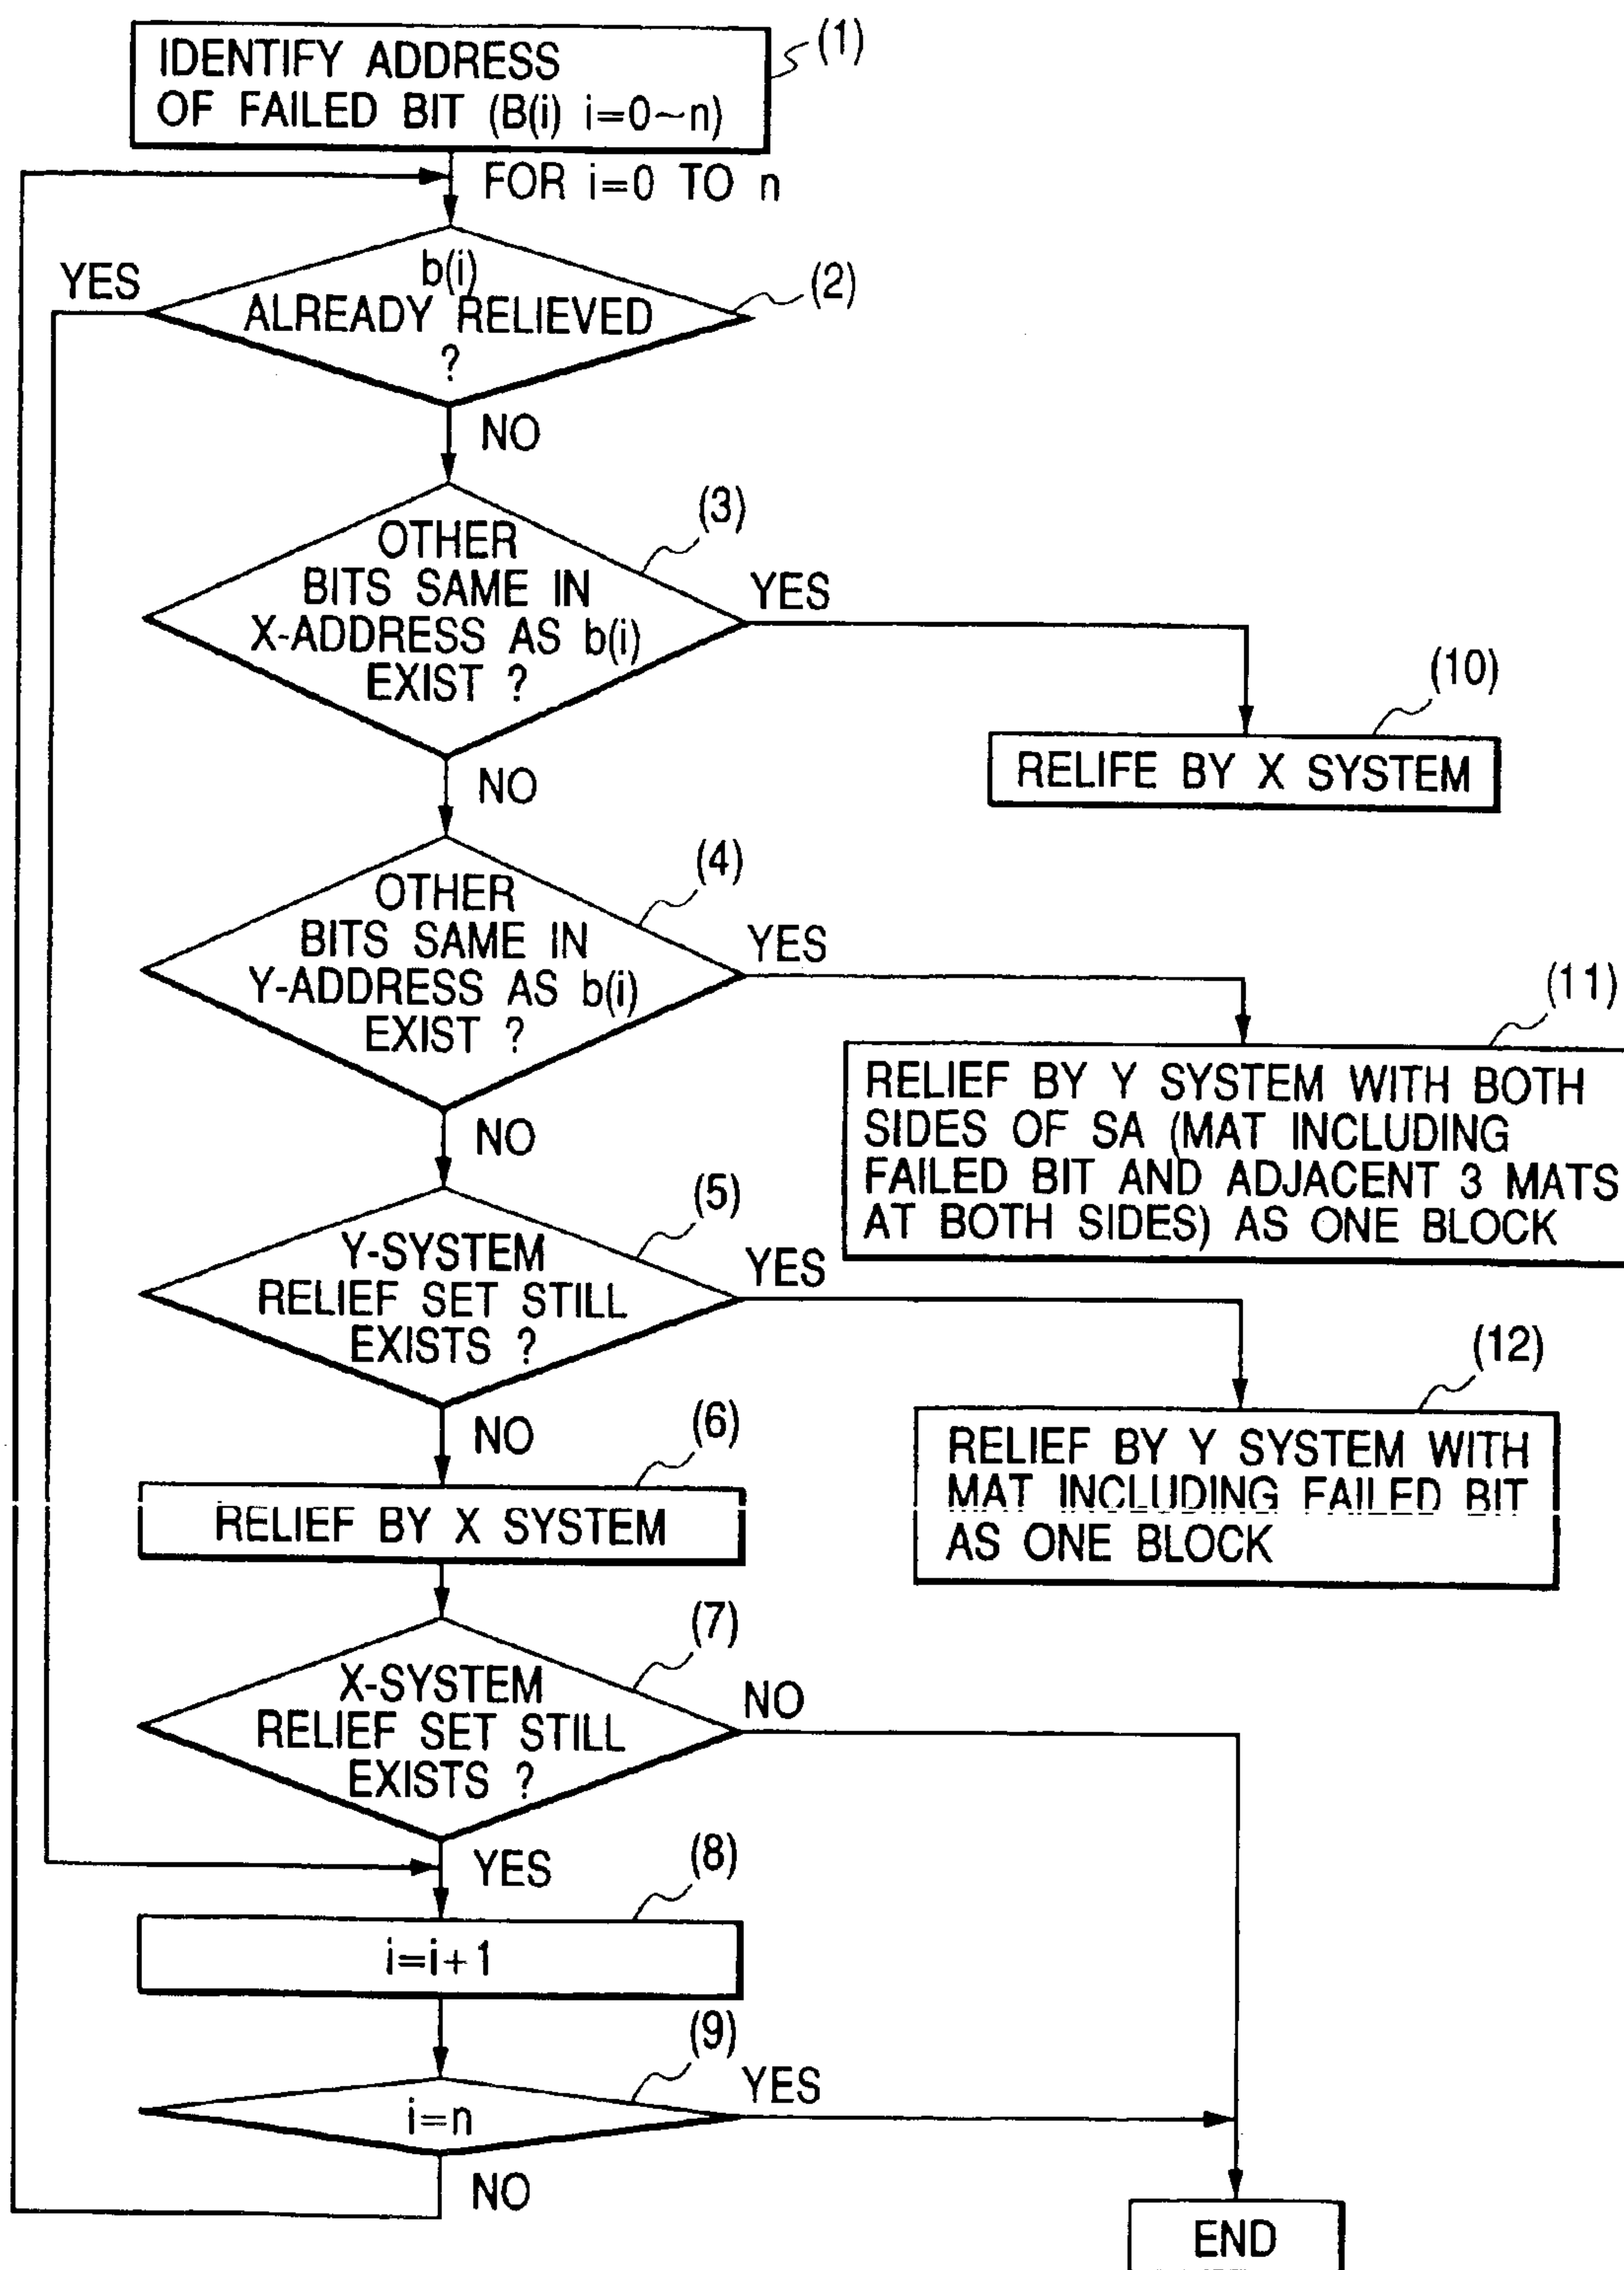 (1)
IDENTIFY ADDRESS
OF FAILED BIT (B(i) i=0~n)
FOR i=0 TO n
YES
b(i)
ALREADY RELIEVED
?
(2)
NO
(3)
OTHER
BITS SAME IN
X-ADDRESS AS b(i)
EXIST ?
YES
(10)
RELIFE BY X SYSTEM
NO
(4)
OTHER
BITS SAME IN
Y-ADDRESS AS b(i)
EXIST ?
YES
(11)
RELIEF BY Y SYSTEM WITH BOTH
SIDES OF SA (MAT INCLUDING
FAILED BIT AND ADJACENT 3 MATS
AT BOTH SIDES) AS ONE BLOCK
NO
(5)
Y-SYSTEM
RELIEF SET STILL
EXISTS ?
YES
(12)
RELIEF BY Y SYSTEM WITH
MAT INCLUDING FAILED BIT
AS ONE BLOCK
NO
(6)
RELIEF BY X SYSTEM
(7)
X-SYSTEM
RELIEF SET STILL
EXISTS ?
NO
YES
(8)
i=i+1
(9)
i=n
YES
NO
END